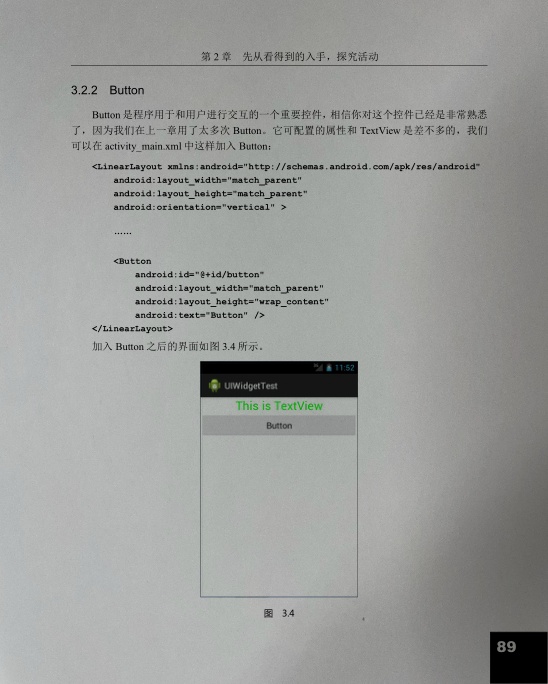 第 2 章 先从看得到的入手，探究活动
3.2.2 Button
Button 是程序用于和用户进行交互的一个重要控件，相信你对这个控件已经是非常熟悉
了，因为我们在上一章用了太多次 Button。它可配置的属性和 TextView 是差不多的，我们
可以在 activity_main.xml 中这样加入 Button：
<LinearLayout xmlns:android="http://schemas.android.com/apk/res/android"
android:layout_width="match_parent"
android:layout_height="match_parent"
android:orientation="vertical" >
……
<Button
android:id="@+id/button"
android:layout_width="match_parent"
android:layout_height="wrap_content"
android:text="Button" />
</LinearLayout>
加入 Button 之后的界面如图 3.4 所示。
11:52
UIWidgetTest
This is TextView
Button
图 3.4
89